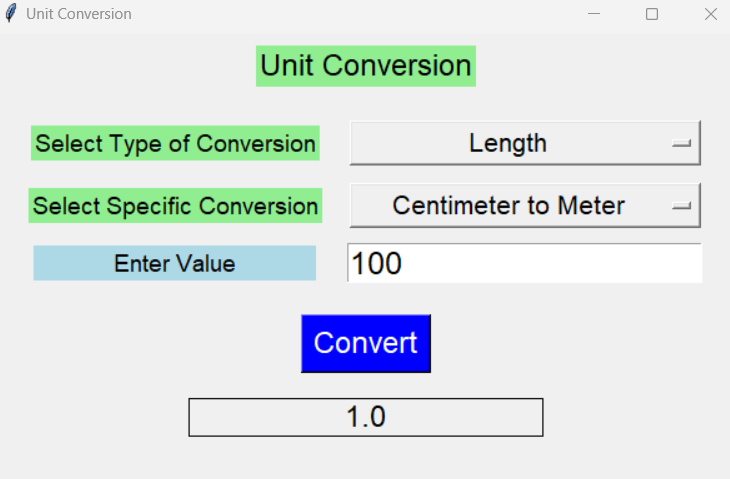 Unit Conversion
Unit Conversion
Select Type of Conversion
Length
Select Specific Conversion
Centimeter to Meter
Enter Value
100
Convert
1.0